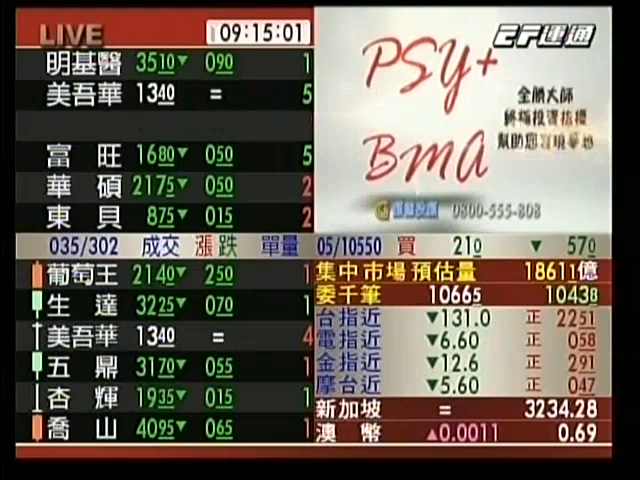 LIVE 09:15:01
明基醫 3510▼ 090 1
美吾華 1340 = 5
富旺 1680▼ 050 5
華碩 2175▼ 050 2
東貝 875▼ 015 2
PSY+
BMA
全勝大師
終極投資按摩
0800-555-808
035/302 成交 漲跌 單量
05/10550 買 210 ▼ 570
葡萄王 2140▼ 250 1
生達 3225▼ 070 1
美吾華 1340 = 4
五鼎 3170▼ 055 1
杏輝 1935▼ 015 1
喬山 4095▼ 065 1
集中市場預估量 18611億
委千筆 10665 10438
台指近 ▼131.0 正 2251
電指近 ▼6.60 正 058
金指近 ▼12.6 正 291
摩台近 ▼5.60 正 047
新加坡 = 3234.28
澳幣 ▲0.0011 0.69